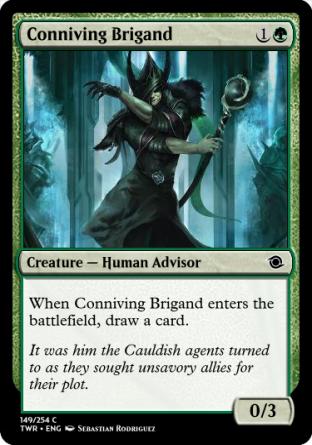 Conniving Brigand 1
Creature — Human Advisor
When Conniving Brigand enters the
battlefield, draw a card.
It was him the Cauldish agents turned
to as they sought unsavory allies for
their plot.
0/3
149/254 C
TWR • ENG Sebastian Rodriguez